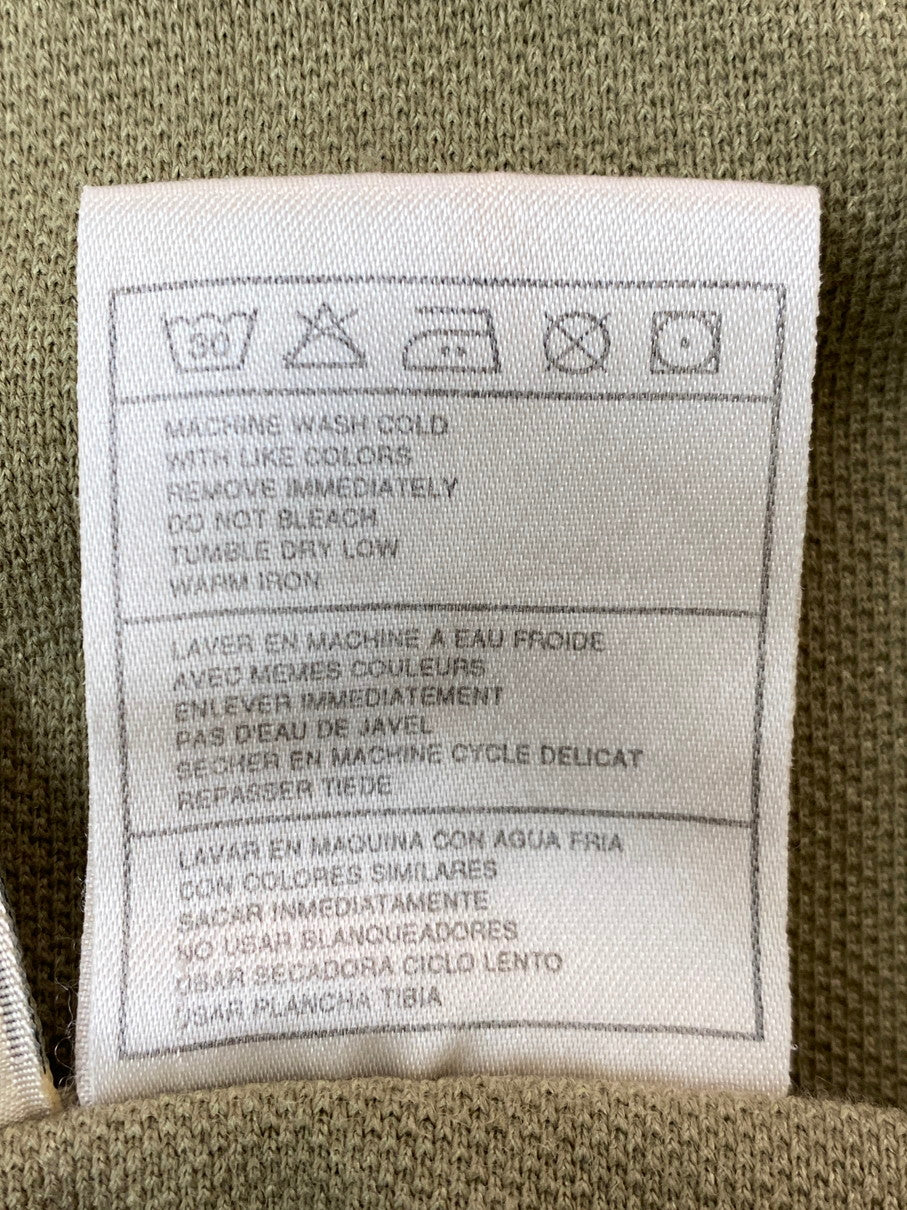 30
MACHINE WASH COLD
WITH LIKE COLORS
REMOVE IMMEDIATELY
DO NOT BLEACH
TUMBLE DRY LOW
WARM IRON
LAVER EN MACHINE A EAU FROIDE
AVEC MEMES COULEURS
ENLEVER IMMEDIATEMENT
PAS D'EAU DE JAVEL
SECHER EN MACHINE CYCLE DELICAT
REPASSER TIEDE
LAVAR EN MAQUINA CON AGUA FRIA
CON COLORES SIMILARES
SACAR INMEDIATAMENTE
NO USAR BLANQUEADORES
USAR SECADORA CICLO LENTO
USAR PLANCHA TIBIA